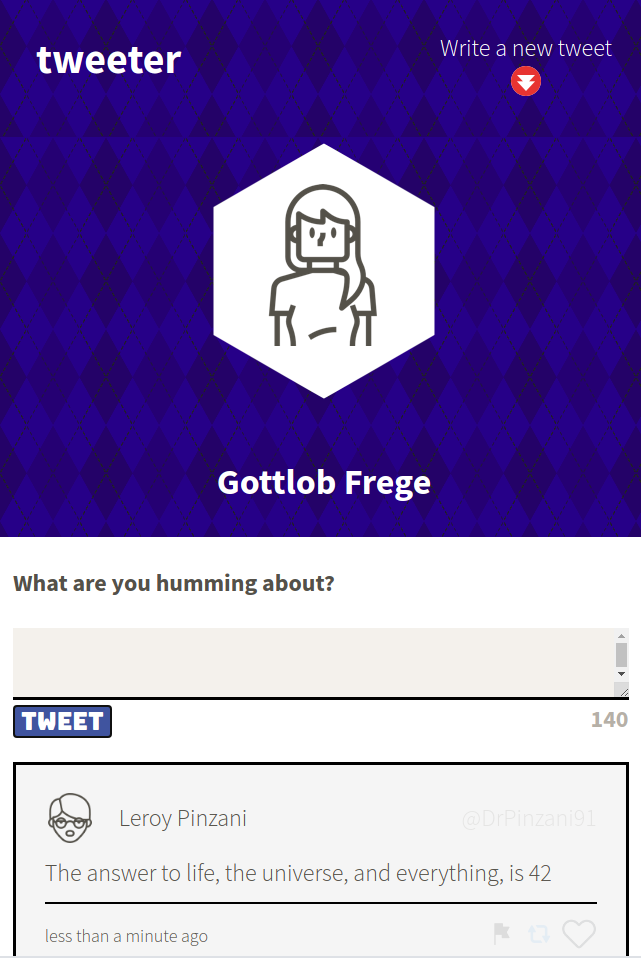 tweeter
Write a new tweet
Gottlob Frege
What are you humming about?
TWEET
140
Leroy Pinzani
@DrPinzani91
The answer to life, the universe, and everything, is 42
less than a minute ago